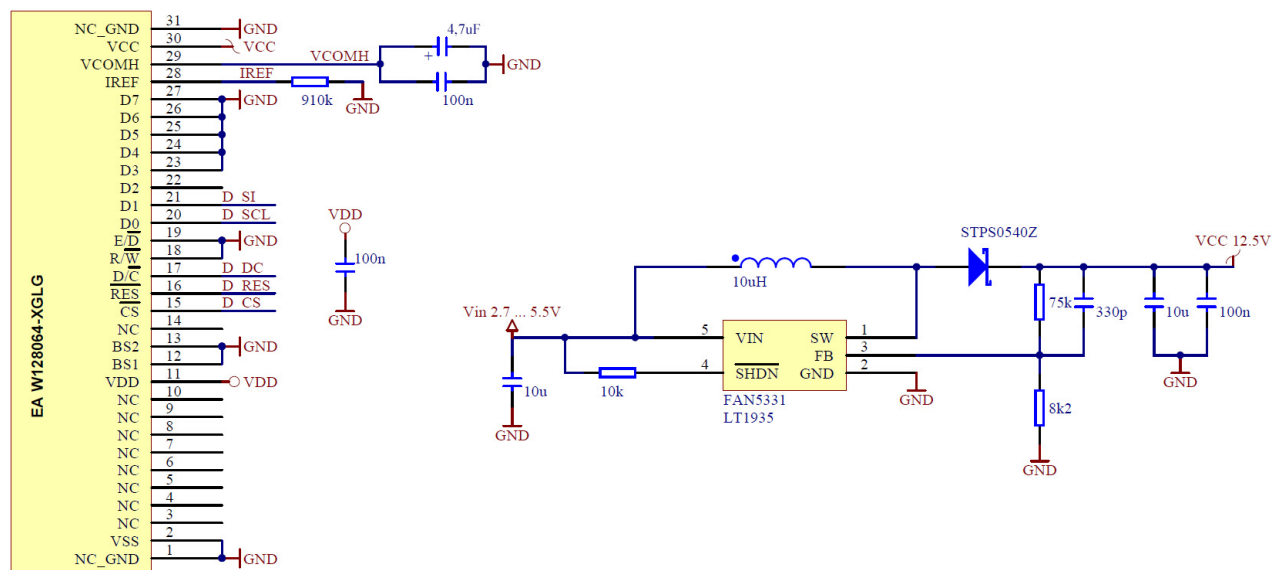 EA W128064-XGLG
NC_GND 31 GND
VCC 30 VCC
VCOMH 29 VCOMH
IREF 28 IREF
D7 27 GND
D6 26
D5 25
D4 24
D3 23
D2 22
D1 21 D_SI
D0 20 D_SCL
E/D 19 GND
R/W 18
D/C 17 D_DC
RES 16 D_RES
CS 15 D_CS
NC 14
BS2 13 GND
BS1 12
VDD 11 VDD
NC 10
NC 9
NC 8
NC 7
NC 6
NC 5
NC 4
NC 3
VSS 2
NC_GND 1 GND
4.7uF
+
GND
100n
910k
GND
VDD
100n
GND
STPS0540Z
VCC 12.5V
10uH
Vin 2.7 ... 5.5V
75k
330p
10u
100n
5 VIN SW 1
FB 3
4 SHDN GND 2
10u
10k
FAN5331
LT1935
GND
GND
8k2
GND
GND